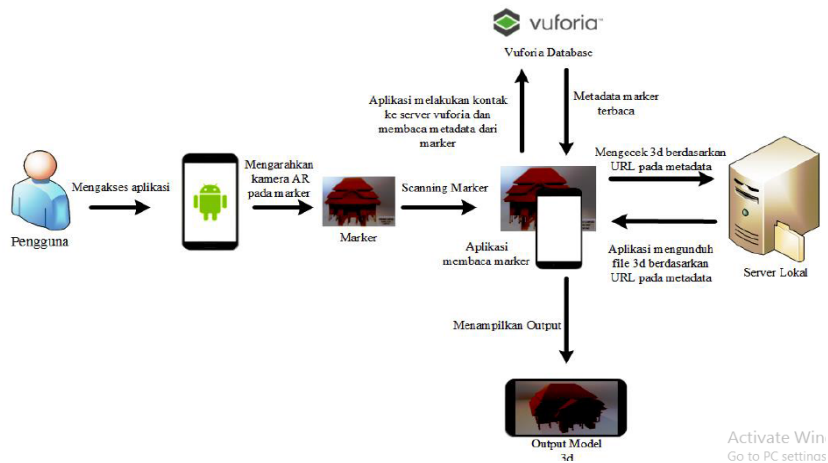 vuforia™
Vuforia Database
Aplikasi melakukan kontak
ke server vuforia dan
membaca metadata dari
marker
Metadata marker
terbaca
Mengakses aplikasi
Pengguna
Mengarahkan
kamera AR
pada marker
Marker
Scanning Marker
Aplikasi
membaca marker
Mengecek 3d berdasarkan
URL pada metadata
Aplikasi mengunduh
file 3d berdasarkan
URL pada metadata
Server Lokal
Menampilkan Output
Output Model
3d
Activate Win
Go to PC settings